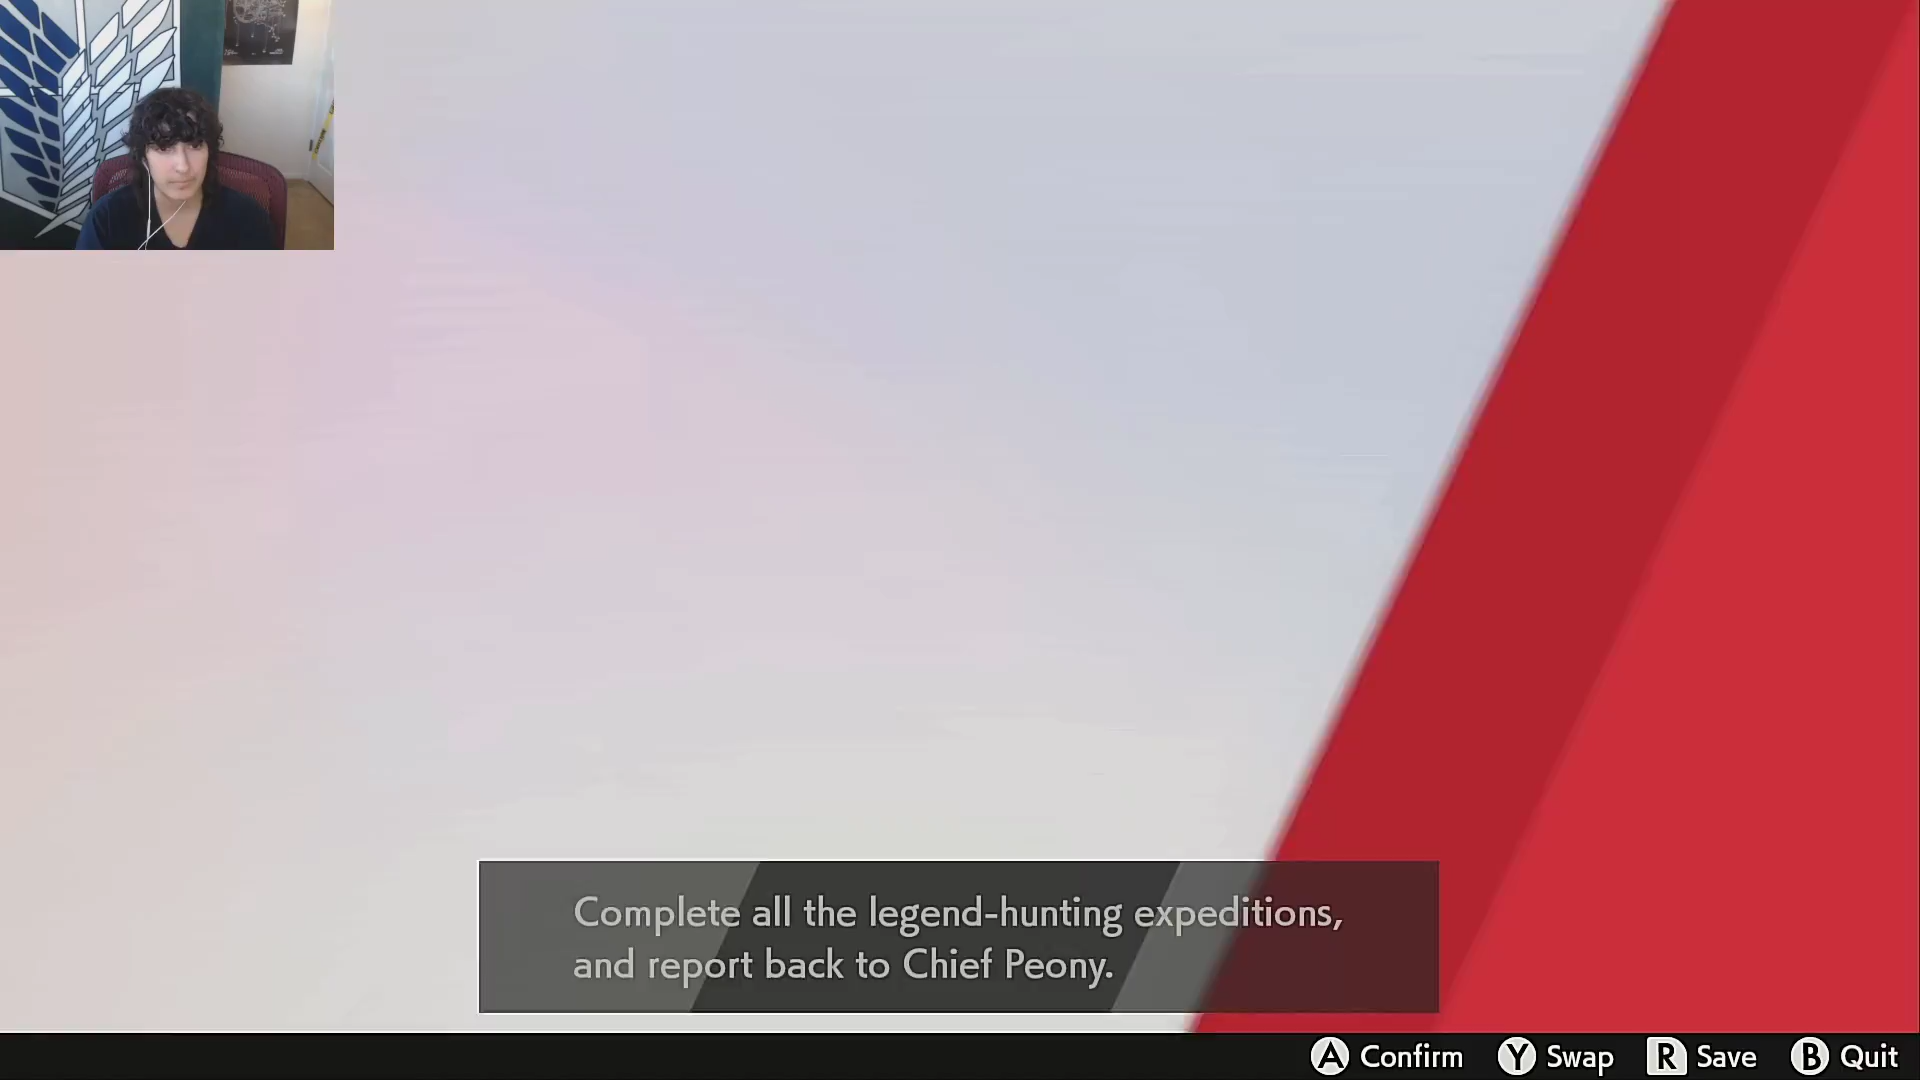 Complete all the legend-hunting expeditions,
and report back to Chief Peony.
A Confirm Y Swap R Save B Quit